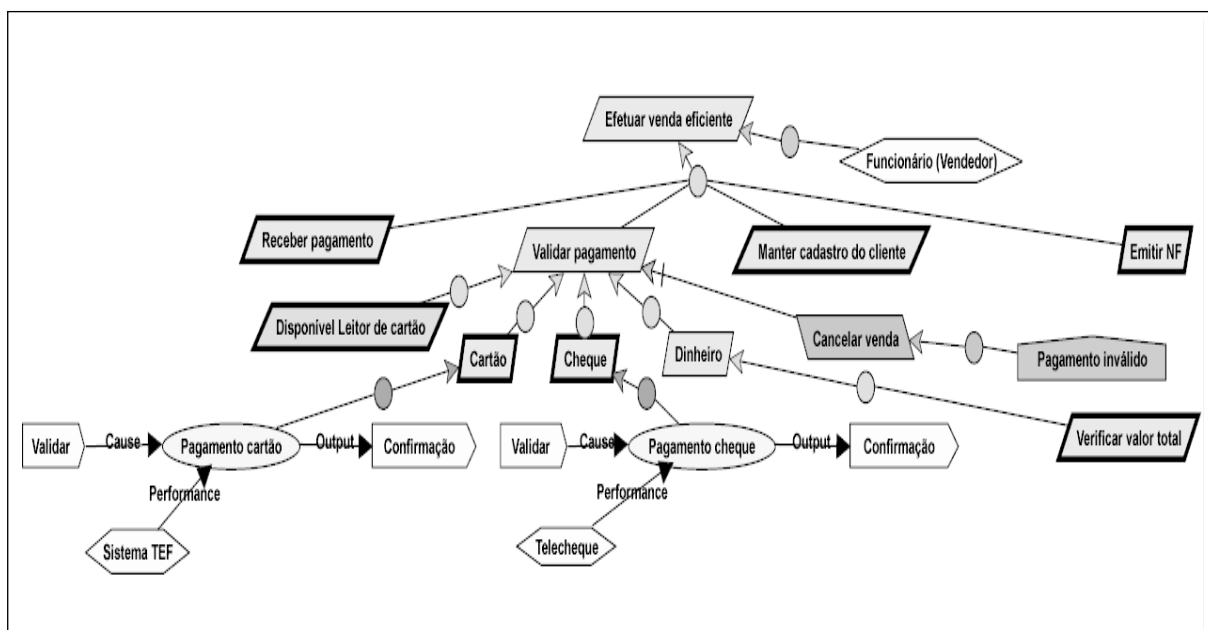 Efetuar venda eficiente
Funcionário (Vendedor)
Receber pagamento
Validar pagamento
Manter cadastro do cliente
Emitir NF
Disponível Leitor de cartão
Cartão
Cheque
Dinheiro
Cancelar venda
Pagamento inválido
Validar
Cause
Pagamento cartão
Output
Confirmação
Validar
Cause
Pagamento cheque
Output
Confirmação
Verificar valor total
Performance
Performance
Sistema TEF
Telecheque